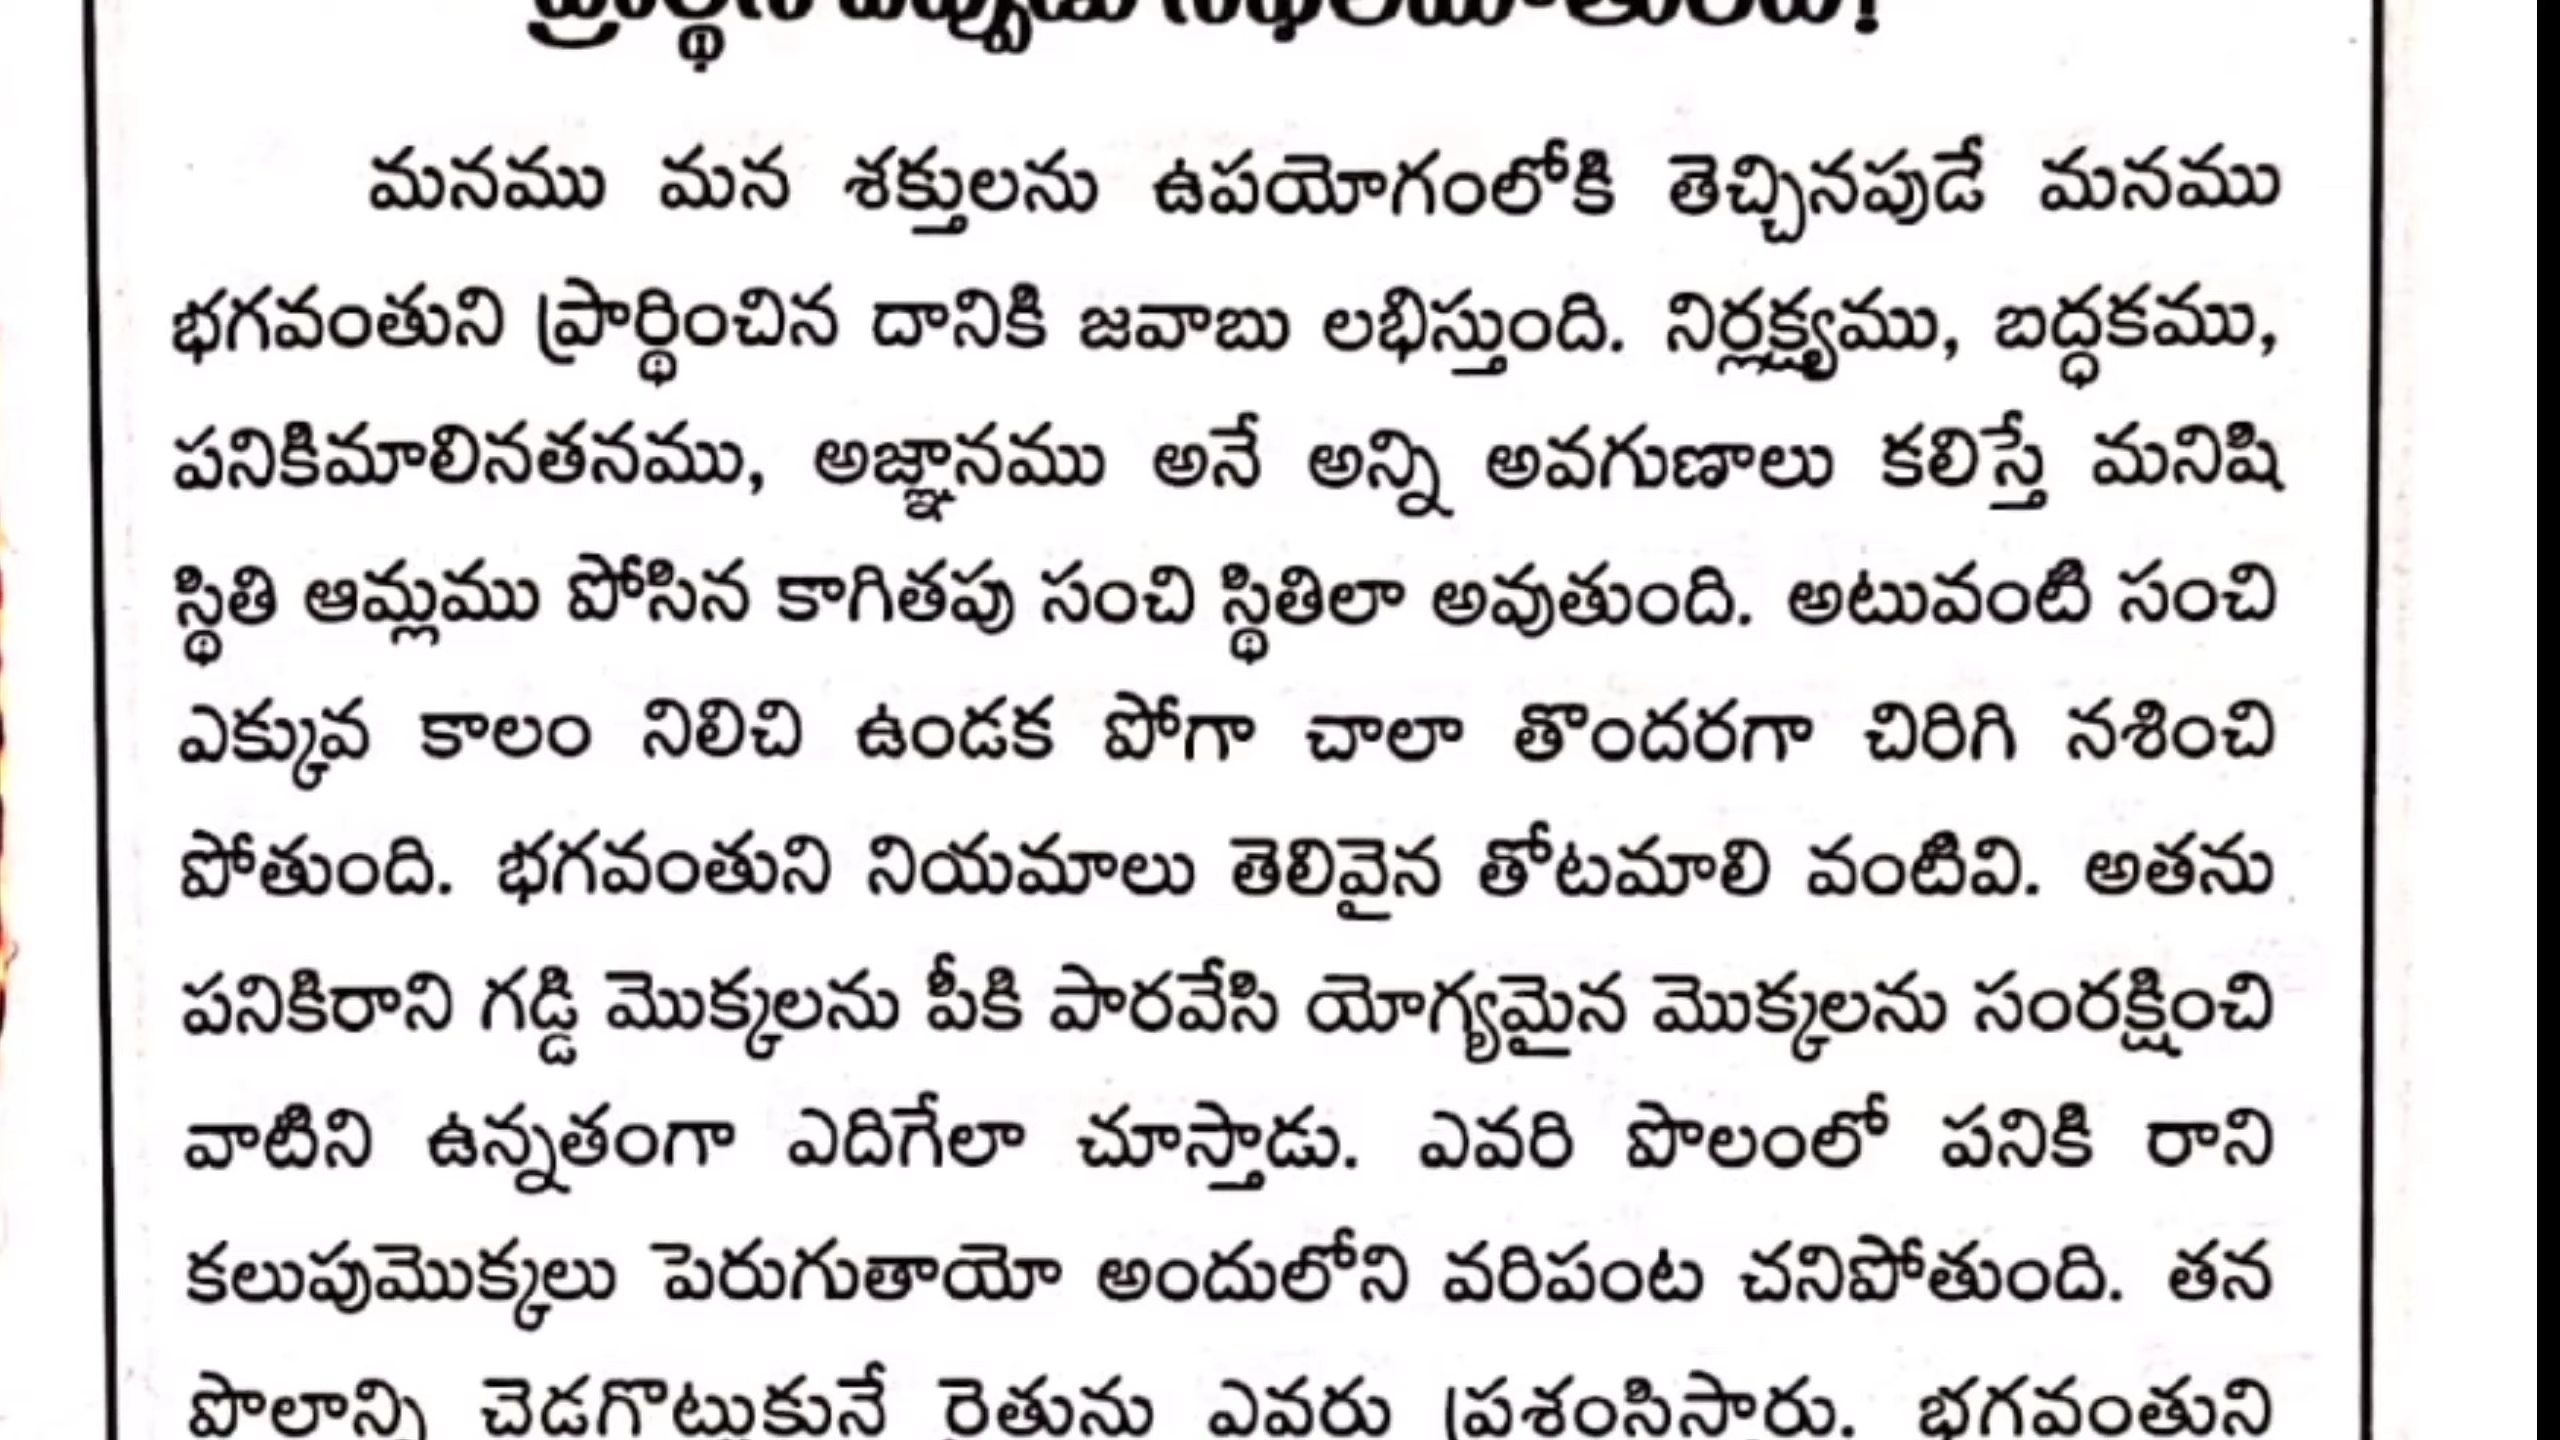 ప్రార్థన ఎప్పుడు సఫలమౌతుంది?
మనము మన శక్తులను ఉపయోగంలోకి తెచ్చినపుడే మనము
భగవంతుని ప్రార్థించిన దానికి జవాబు లభిస్తుంది. నిర్లక్ష్యము, బద్ధకము,
పనికిమాలినతనము, అజ్ఞానము అనే అన్ని అవగుణాలు కలిస్తే మనిషి
స్థితి ఆమ్లము పోసిన కాగితపు సంచి స్థితిలా అవుతుంది. అటువంటి సంచి
ఎక్కువ కాలం నిలిచి ఉండక పోగా చాలా తొందరగా చిరిగి నశించి
పోతుంది. భగవంతుని నియమాలు తెలివైన తోటమాలి వంటివి. అతను
పనికిరాని గడ్డి మొక్కలను పీకి పారవేసి యోగ్యమైన మొక్కలను సంరక్షించి
వాటిని ఉన్నతంగా ఎదిగేలా చూస్తాడు. ఎవరి పొలంలో పనికి రాని
కలుపుమొక్కలు పెరుగుతాయో అందులోని వరిపంట చనిపోతుంది. తన
పొలాన్ని చెడగొట్టుకునే రైతును ఎవరు ప్రశంసిస్తారు. భగవంతుని